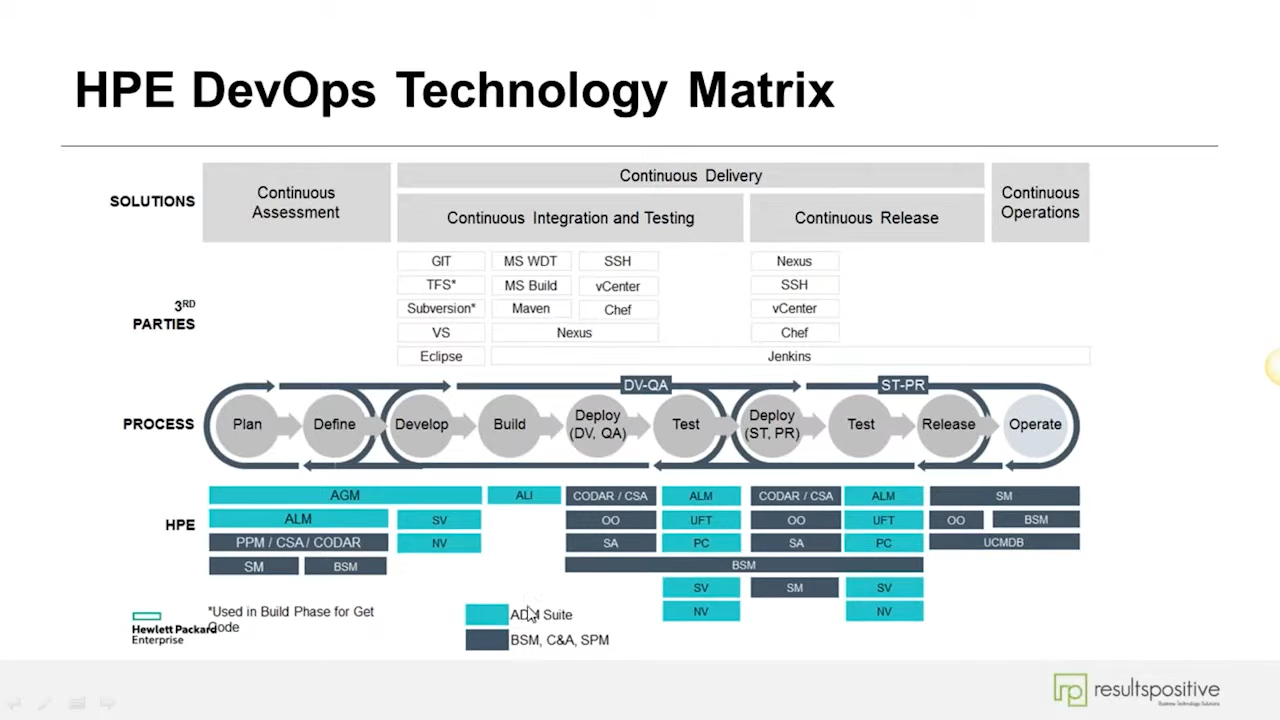 HPE DevOps Technology Matrix
SOLUTIONS
Continuous
Assessment
Continuous Delivery
Continuous Integration and Testing
Continuous Release
Continuous
Operations
3RD
PARTIES
GIT
MS WDT
SSH
Nexus
TFS*
MS Build
vCenter
SSH
Subversion*
Maven
Chef
vCenter
VS
Nexus
Chef
Eclipse
Jenkins
DV-QA
ST-PR
PROCESS
Plan
Define
Develop
Build
Deploy
(DV, QA)
Test
Deploy
(ST, PR)
Test
Release
Operate
HPE
AGM
ALI
CODAR / CSA
ALM
CODAR / CSA
ALM
SM
ALM
SV
OO
UFT
OO
UFT
OO
BSM
PPM / CSA / CODAR
NV
SA
PC
SA
PC
UCMDB
SM
BSM
BSM
SV
SM
SV
NV
NV
*Used in Build Phase for Get
Code
Hewlett Packard
Enterprise
ADM Suite
BSM, C&A, SPM
rp resultspositive
Business Technology Solutions